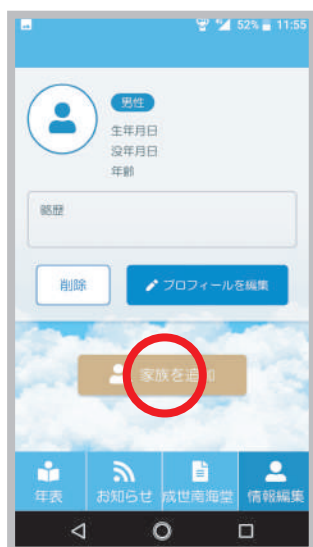 52% 11:55
男性
生年月日
没年月日
年齢
略歴
削除
プロフィールを編集
家族を追加
年表
お知らせ
成世南海堂
情報編集